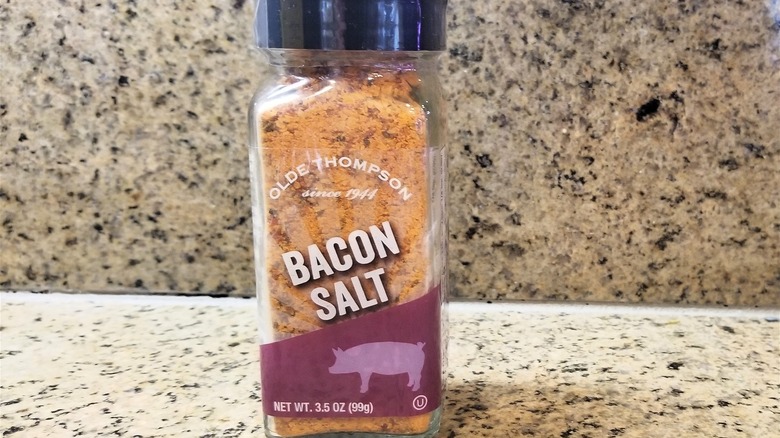 OLDE THOMPSON
since 1944
BACON
SALT
NET WT. 3.5 OZ (99g)
U